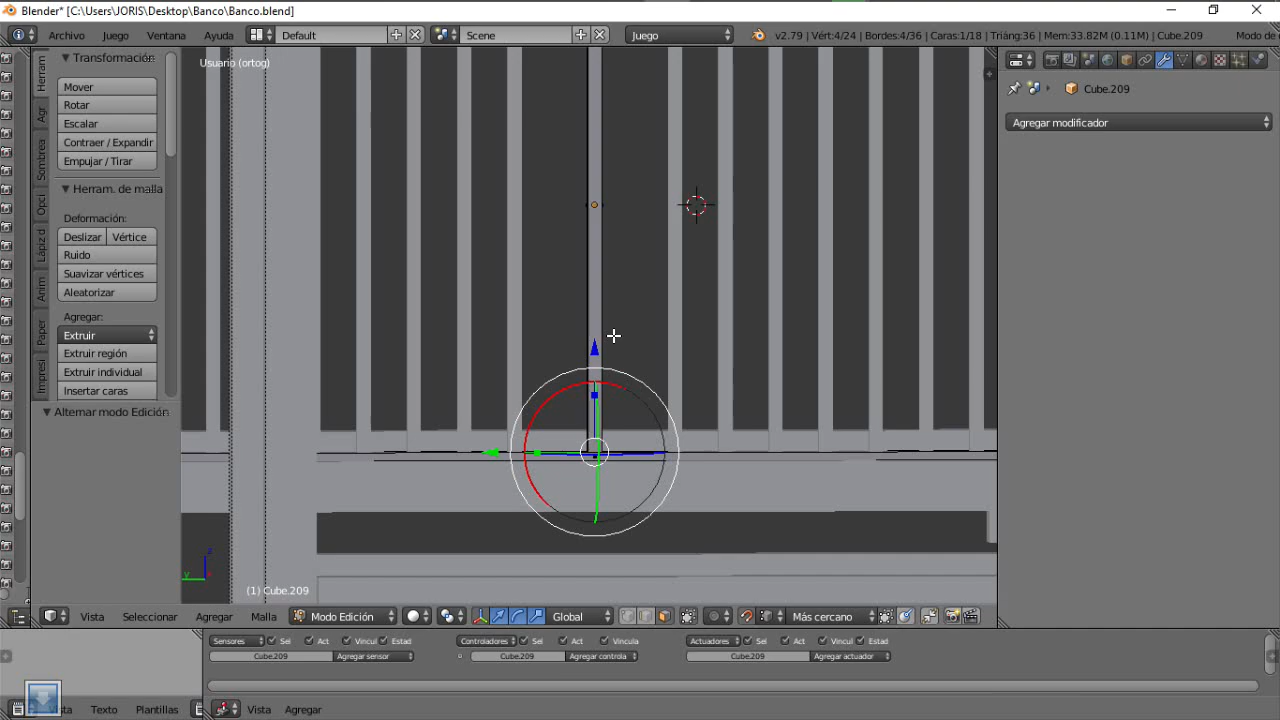 Blender* [C:\Users\JORIS\Desktop\Banco\Banco.blend]
Archivo Juego Ventana Ayuda Default Scene Juego v2.79 | Vért:4/24 | Bordes:4/36 | Caras:1/18 | Triáng:36 | Mem:33.82M (0.11M) | Cube.209 Modo de
Usuario (ortog)
Herram
Agr
Sombrea
Opci
Lápiz d
Anim
Paper
Impresi
Transformación
Mover
Rotar
Escalar
Contraer / Expandir
Empujar / Tirar
Herram. de malla
Deformación:
Deslizar Vértice
Ruido
Suavizar vértices
Aleatorizar
Agregar:
Extruir
Extruir región
Extruir individual
Insertar caras
Alternar modo Edición
z
y
(1) Cube.209
Cube.209
Agregar modificador
Vista Seleccionar Agregar Malla Modo Edición Global Más cercano
Sensores Sel Act Vincul Estad Controladores Sel Act Vincula Actuadores Sel Act Vincul Estad
Cube.209 Agregar sensor Cube.209 Agregar controla Cube.209 Agregar actuador
Vista Texto Plantillas Vista Agregar